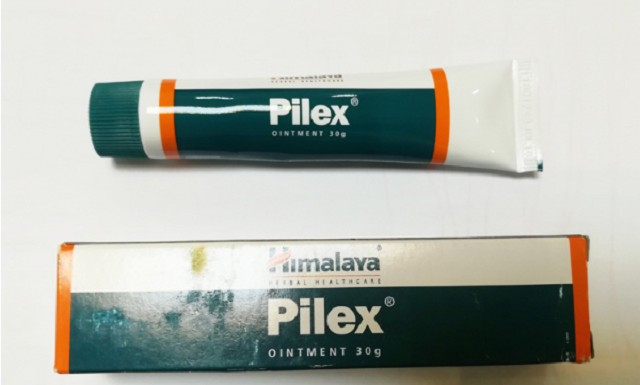 Pilex®
OINTMENT 30g
Himalaya®
HERBAL HEALTHCARE
Pilex®
OINTMENT 30g